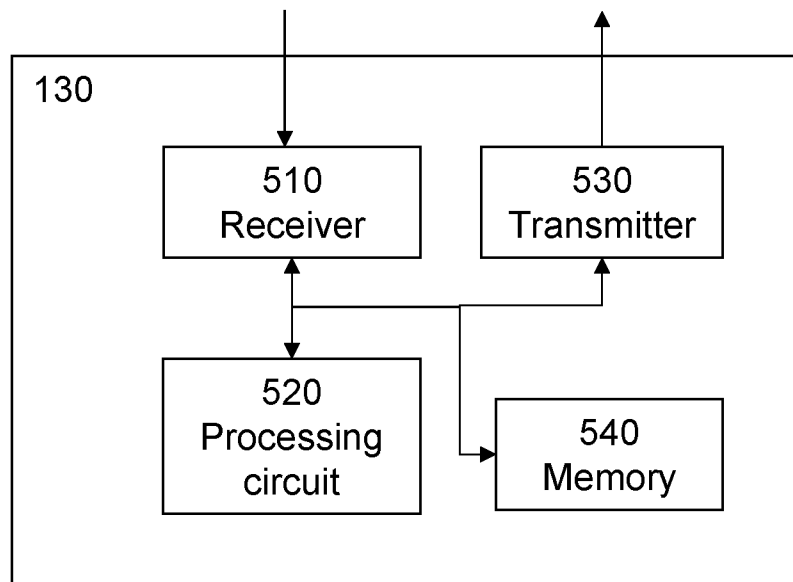 130
510
Receiver
530
Transmitter
520
Processing
circuit
540
Memory